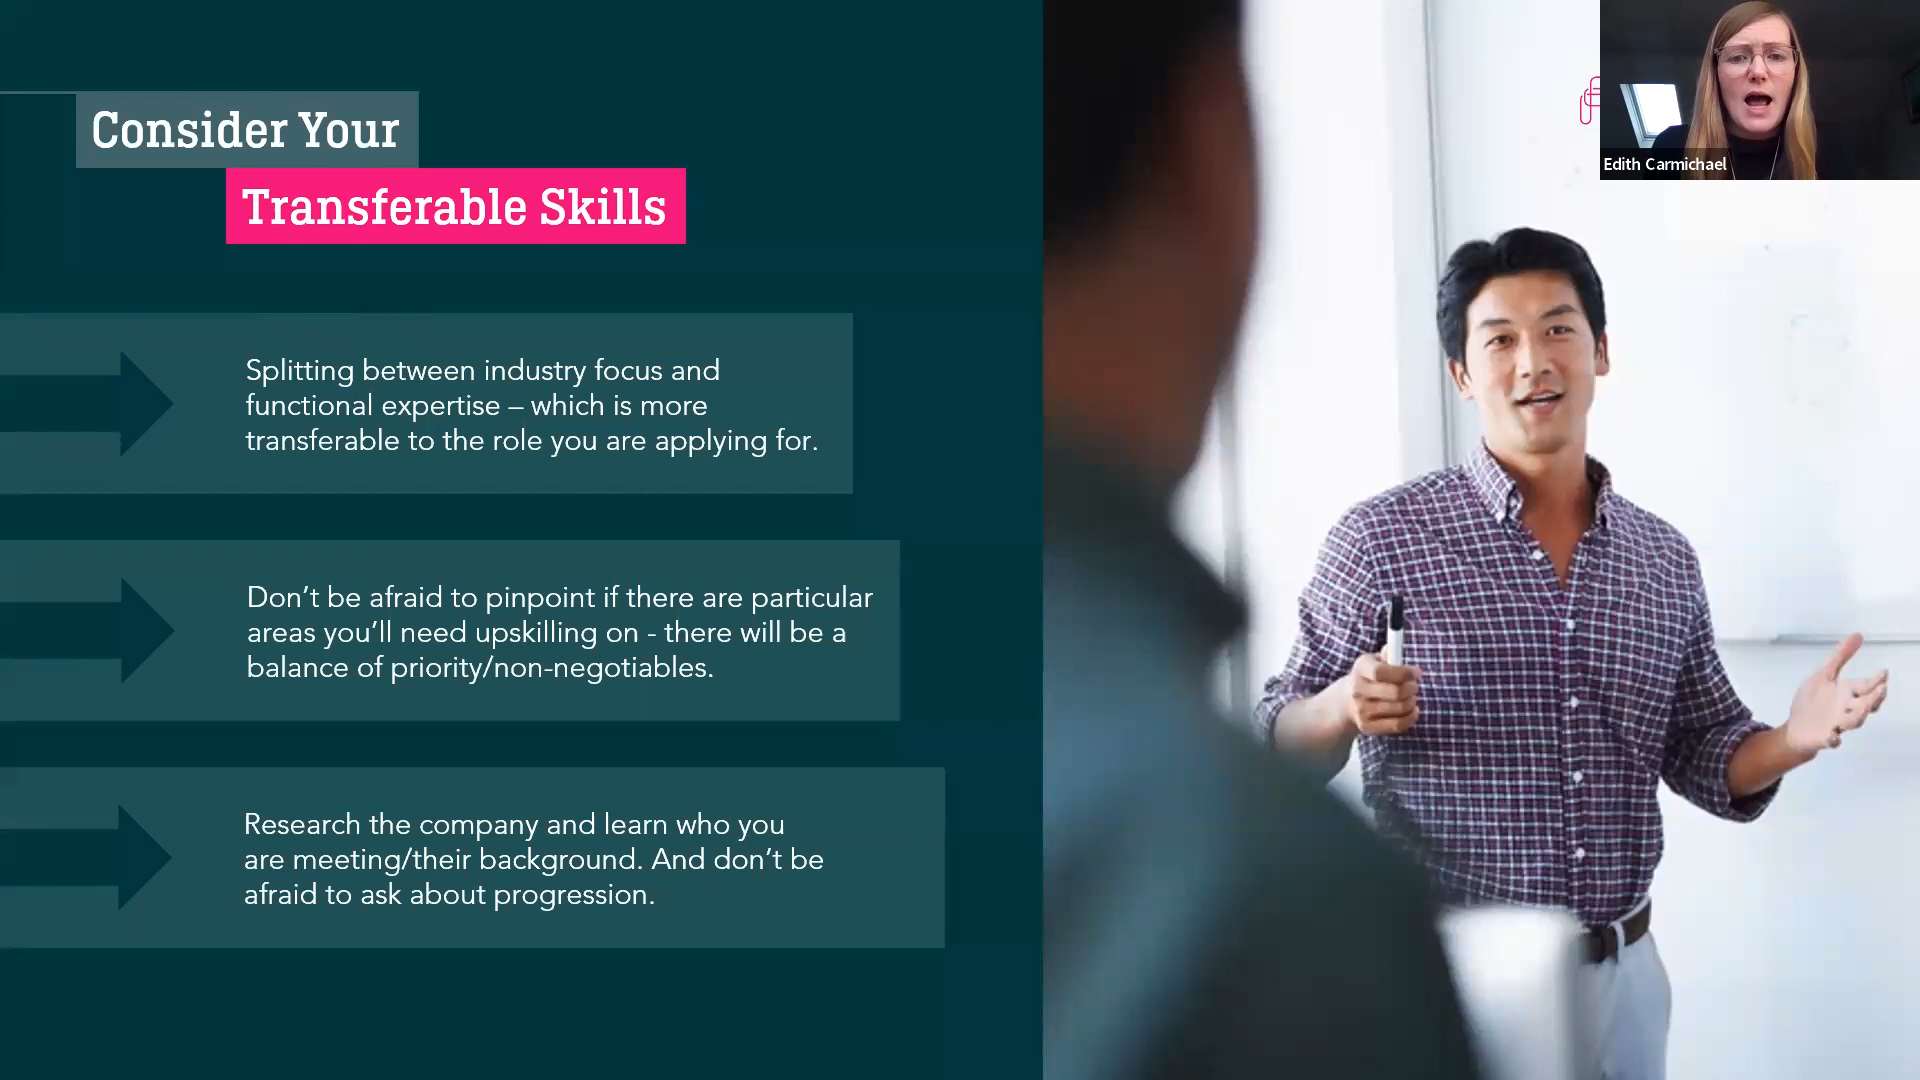 Consider Your
Transferable Skills
Edith Carmichael
Splitting between industry focus and
functional expertise – which is more
transferable to the role you are applying for.
Don’t be afraid to pinpoint if there are particular
areas you’ll need upskilling on - there will be a
balance of priority/non-negotiables.
Research the company and learn who you
are meeting/their background. And don’t be
afraid to ask about progression.